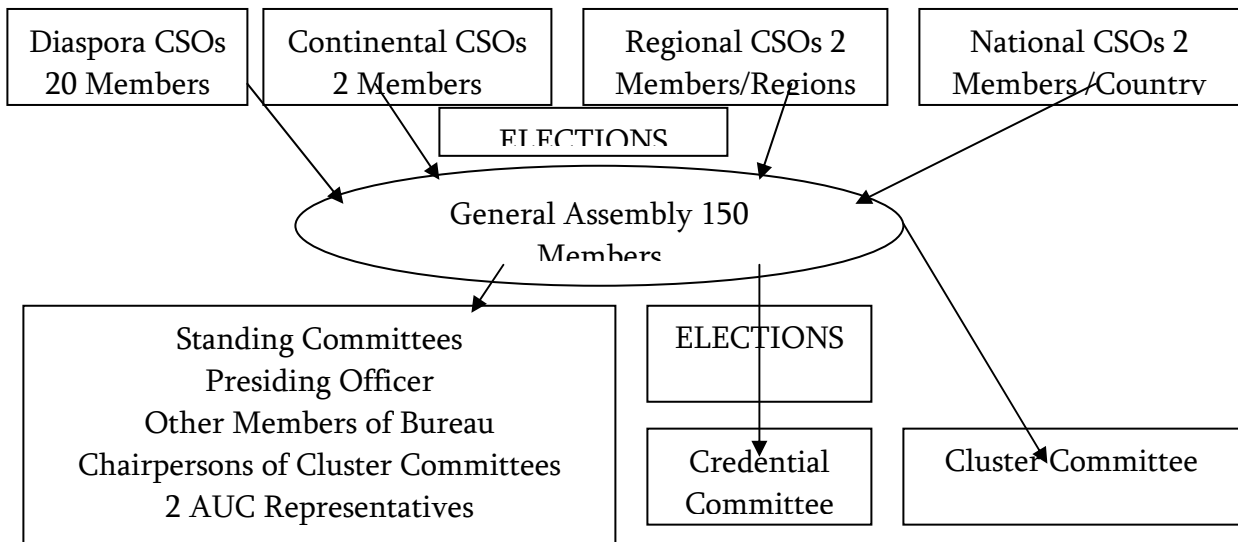 Diaspora CSOs
20 Members
Continental CSOs
2 Members
Regional CSOs 2
Members/Regions
National CSOs 2
Members /Country
ELECTIONS
General Assembly 150
Members
Standing Committees
Presiding Officer
Other Members of Bureau
Chairpersons of Cluster Committees
2 AUC Representatives
ELECTIONS
Credential
Committee
Cluster Committee